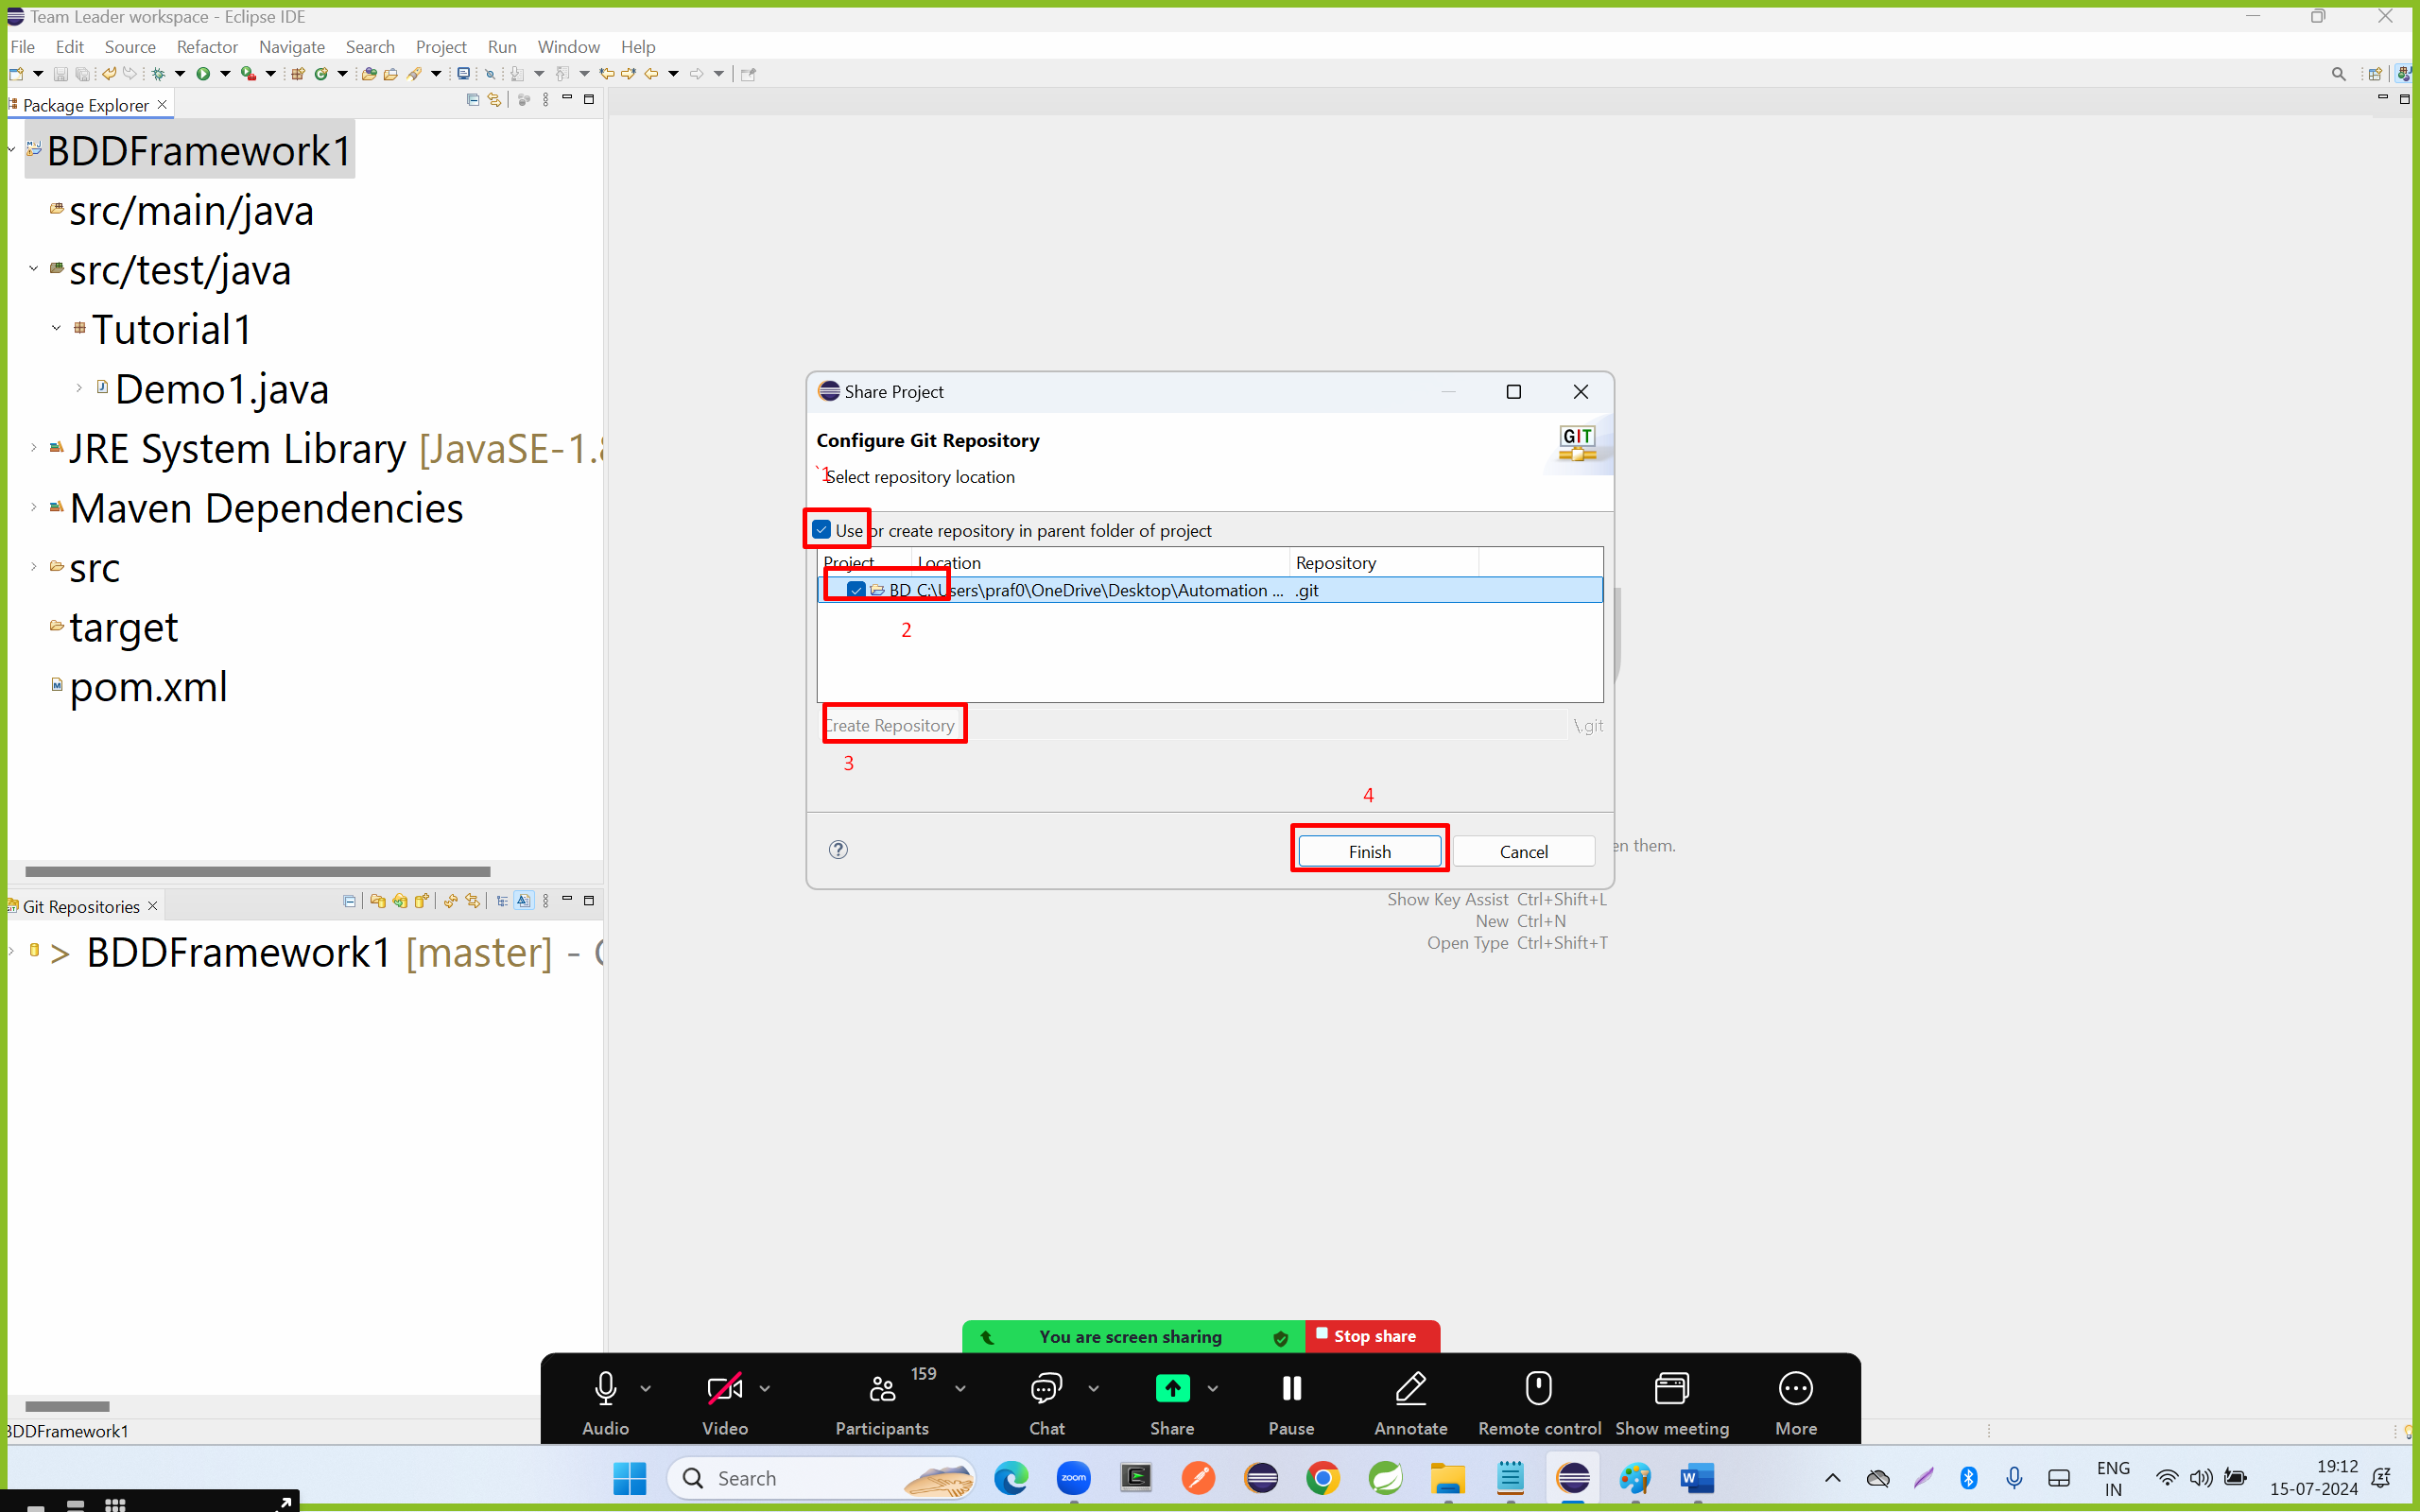 Team Leader workspace - Eclipse IDE
File Edit Source Refactor Navigate Search Project Run Window Help
Package Explorer
BDDFramework1
src/main/java
src/test/java
Tutorial1
Demo1.java
JRE System Library [JavaSE-1.8
Maven Dependencies
src
target
pom.xml
Share Project
Configure Git Repository
GIT
`1
Select repository location
Use or create repository in parent folder of project
Project Location Repository
BD C:\Users\praf0\OneDrive\Desktop\Automation ... .git
2
Create Repository \.git
3
4
Finish Cancel
en them.
Show Key Assist Ctrl+Shift+L
New Ctrl+N
Open Type Ctrl+Shift+T
Git Repositories
> BDDFramework1 [master] - C
BDDFramework1
You are screen sharing Stop share
159
Audio Video Participants Chat Share Pause Annotate Remote control Show meeting More
Search
zoom
ENG
IN
19:12
15-07-2024